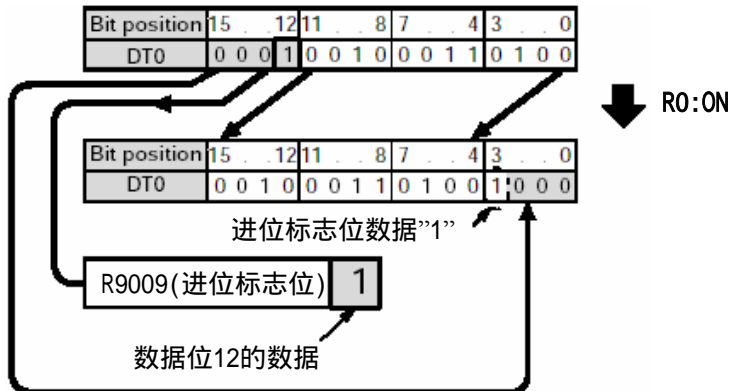 Bit position 15 . . 12 11 . . 8 7 . . 4 3 . . 0
DT0 0 0 0 1 0 0 1 0 0 0 1 1 0 1 0 0
R0:ON
Bit position 15 . . 12 11 . . 8 7 . . 4 3 . . 0
DT0 0 0 1 0 0 0 1 1 0 1 0 0 1 0 0 0
进位标志位数据”1”
R9009(进位标志位) 1
数据位12的数据